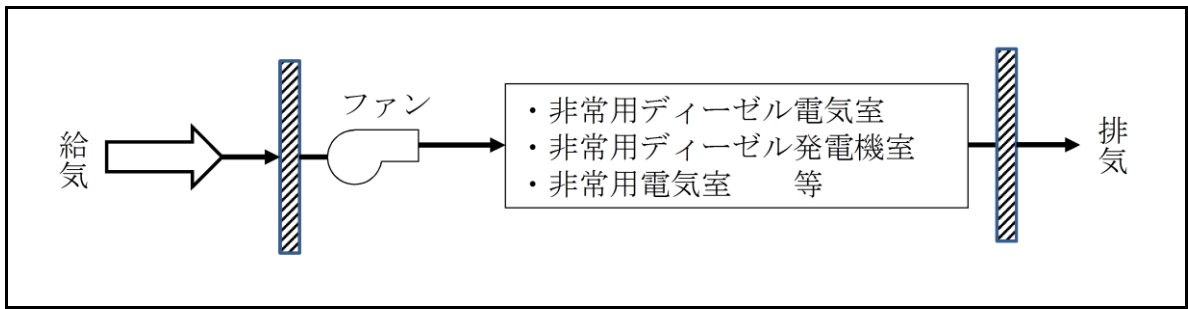 給気
ファン
・非常用ディーゼル電気室
・非常用ディーゼル発電機室
・非常用電気室　　等
排気